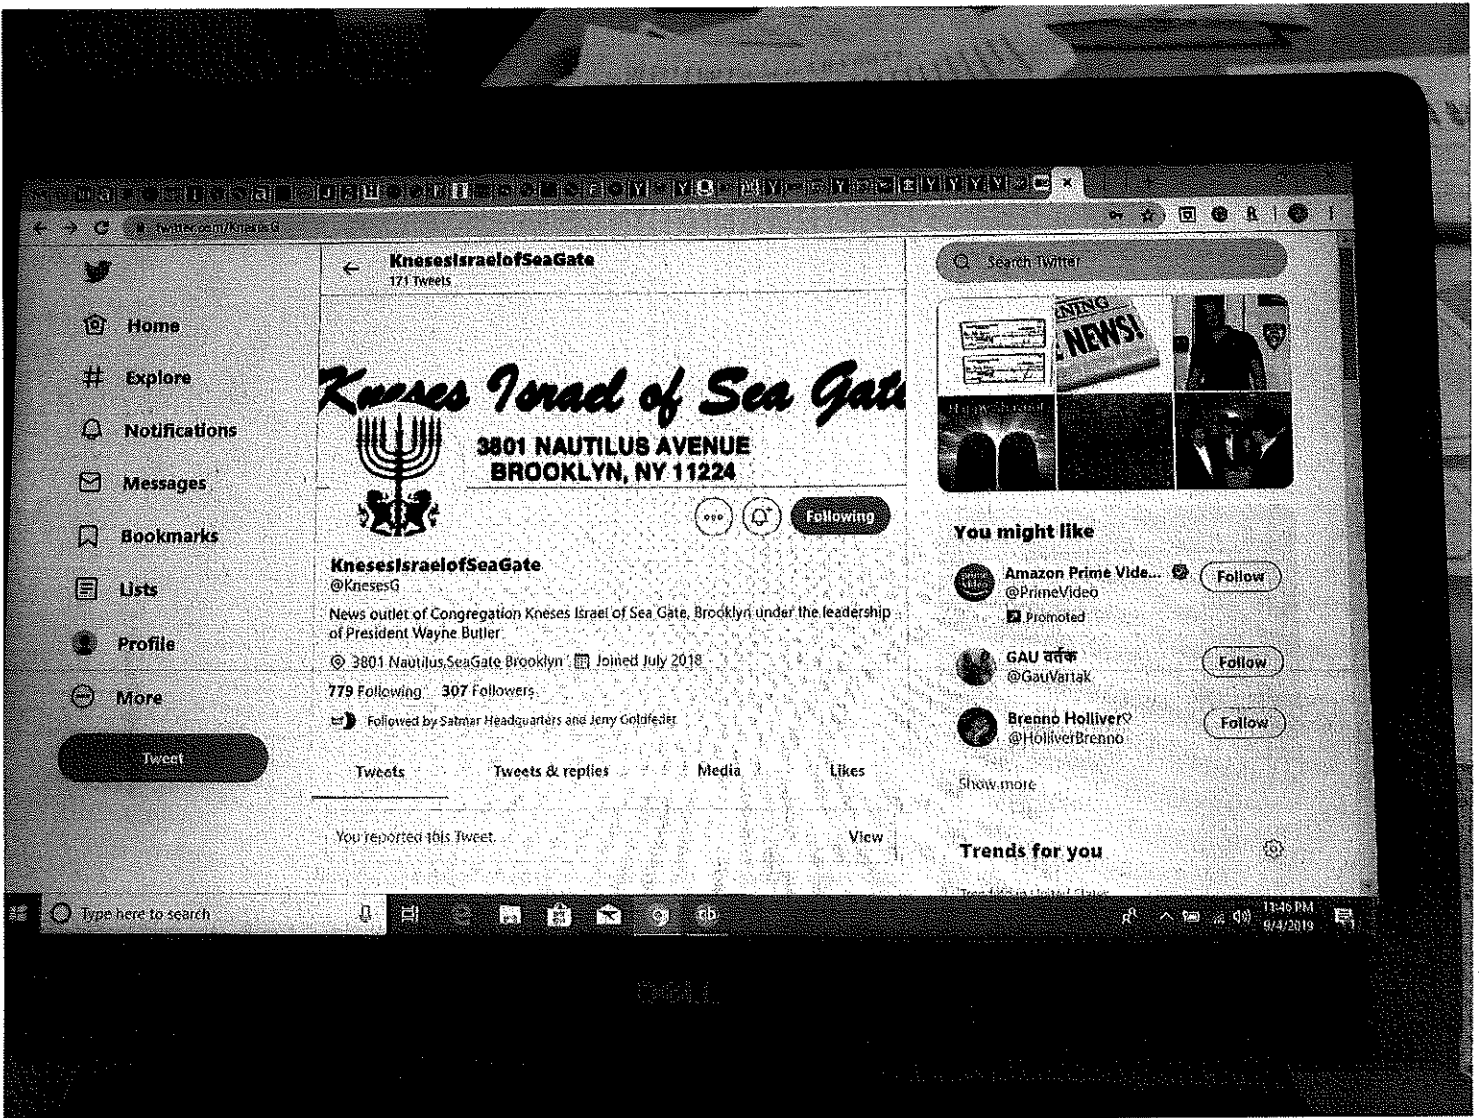 twitter.com/KnesesG
KnesesIsraelofSeaGate
171 Tweets
Search Twitter
Home
Explore
Notifications
Messages
Bookmarks
Lists
Profile
More
Tweet
Kneses Israel of Sea Gate
3801 NAUTILUS AVENUE
BROOKLYN, NY 11224
Following
KnesesIsraelofSeaGate
@KnesesG
News outlet of Congregation Kneses Israel of Sea Gate, Brooklyn under the leadership
of President Wayne Butler
3801 Nautilus,SeaGate Brooklyn Joined July 2018
779 Following 307 Followers
Followed by Satmar Headquarters and Jerry Goldfeder
Tweets Tweets & replies Media Likes
You reported this Tweet. View
NEWS!
You might like
Amazon Prime Vide...
@PrimeVideo
Follow
Promoted
GAU वर्तक
@GauVartak
Follow
Brenno Holliver♡
@HolliverBrenno
Follow
Show more
Trends for you
Type here to search
11:46 PM
9/4/2019
DELL